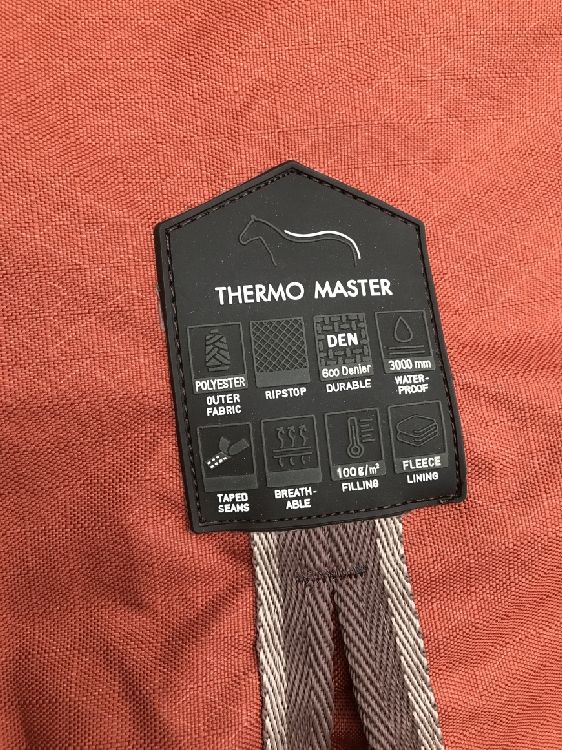 THERMO MASTER
POLYESTER
OUTER
FABRIC
RIPSTOP
DEN
600 Denier
DURABLE
3000 mm
WATER-
PROOF
TAPED
SEAMS
BREATH-
ABLE
100 g/m²
FILLING
FLEECE
LINING